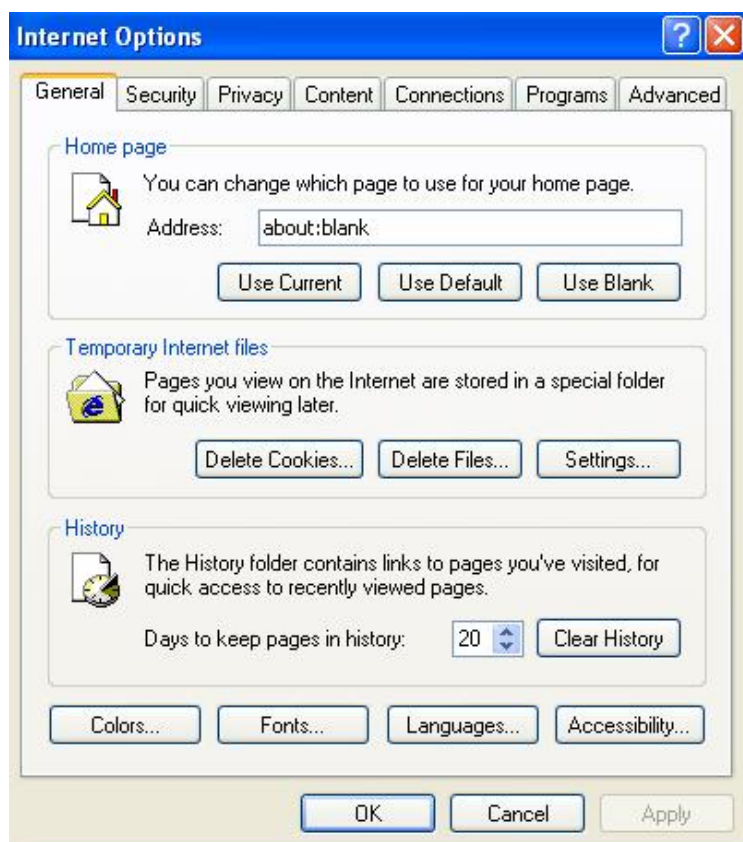 Internet Options
General Security Privacy Content Connections Programs Advanced
Home page
You can change which page to use for your home page.
Address: about:blank
Use Current Use Default Use Blank
Temporary Internet files
Pages you view on the Internet are stored in a special folder
for quick viewing later.
Delete Cookies... Delete Files... Settings...
History
The History folder contains links to pages you've visited, for
quick access to recently viewed pages.
Days to keep pages in history: 20 Clear History
Colors... Fonts... Languages... Accessibility...
OK Cancel Apply